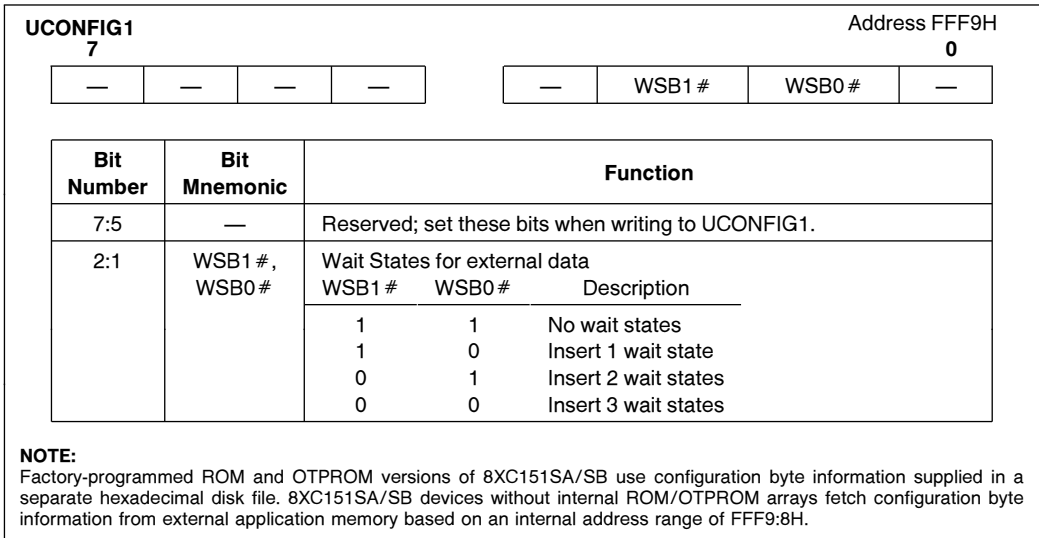 UCONFIG1 Address FFF9H
7 0
— — — — — WSB1# WSB0# —
Bit Number Bit Mnemonic Function
7:5 — Reserved; set these bits when writing to UCONFIG1.
2:1 WSB1#, WSB0# Wait States for external data
WSB1# WSB0# Description
1 1 No wait states
1 0 Insert 1 wait state
0 1 Insert 2 wait states
0 0 Insert 3 wait states
NOTE:
Factory-programmed ROM and OTPROM versions of 8XC151SA/SB use configuration byte information supplied in a
separate hexadecimal disk file. 8XC151SA/SB devices without internal ROM/OTPROM arrays fetch configuration byte
information from external application memory based on an internal address range of FFF9:8H.